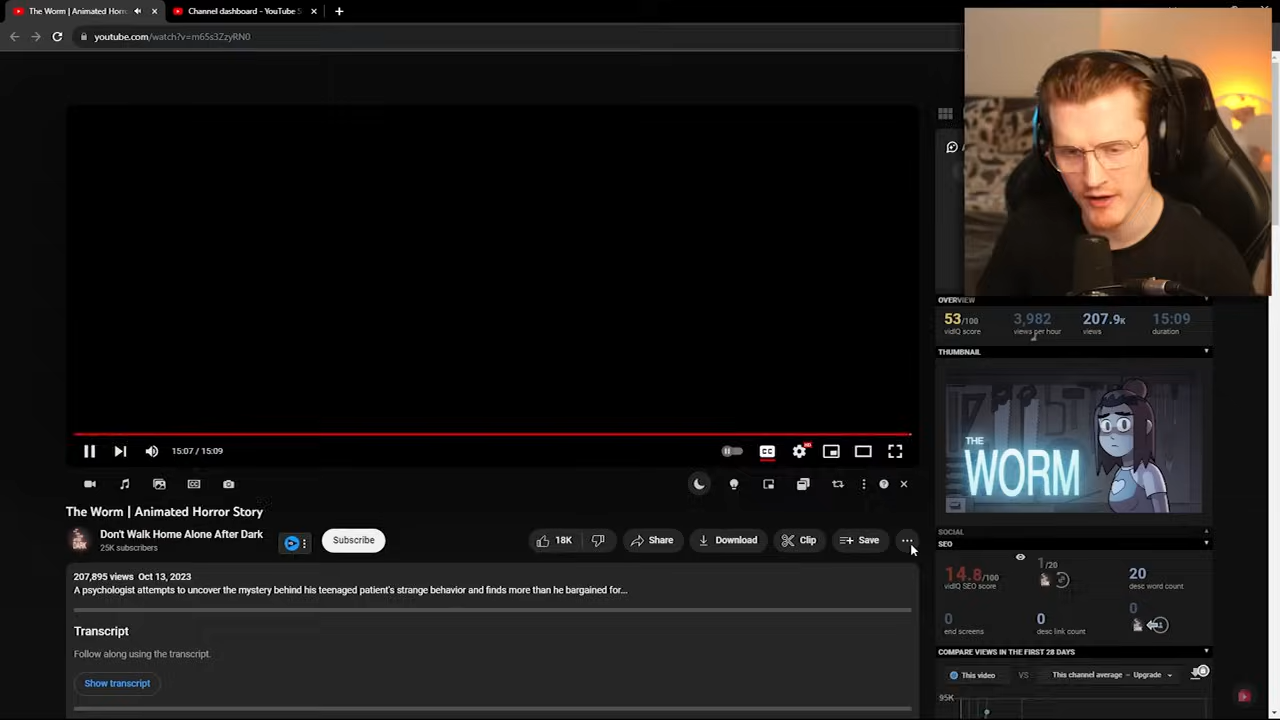 The Worm | Animated Horr
Channel dashboard - YouTube S
youtube.com/watch?v=m65s3ZzyRN0
15:07 / 15:09
CC
HD
The Worm | Animated Horror Story
Don't Walk Home Alone After Dark
25K subscribers
Subscribe
18K
Share
Download
Clip
Save
207,895 views Oct 13, 2023
A psychologist attempts to uncover the mystery behind his teenaged patient's strange behavior and finds more than he bargained for...
Transcript
Follow along using the transcript.
Show transcript
OVERVIEW
53/100
vidIQ score
3,982
views per hour
207.9K
views
15:09
duration
THUMBNAIL
THE
WORM
SOCIAL
SEO
14.8/100
vidIQ SEO score
1/20
20
desc word count
0
end screens
0
desc link count
0
COMPARE VIEWS IN THE FIRST 28 DAYS
This video
VS
This channel average – Upgrade
95K